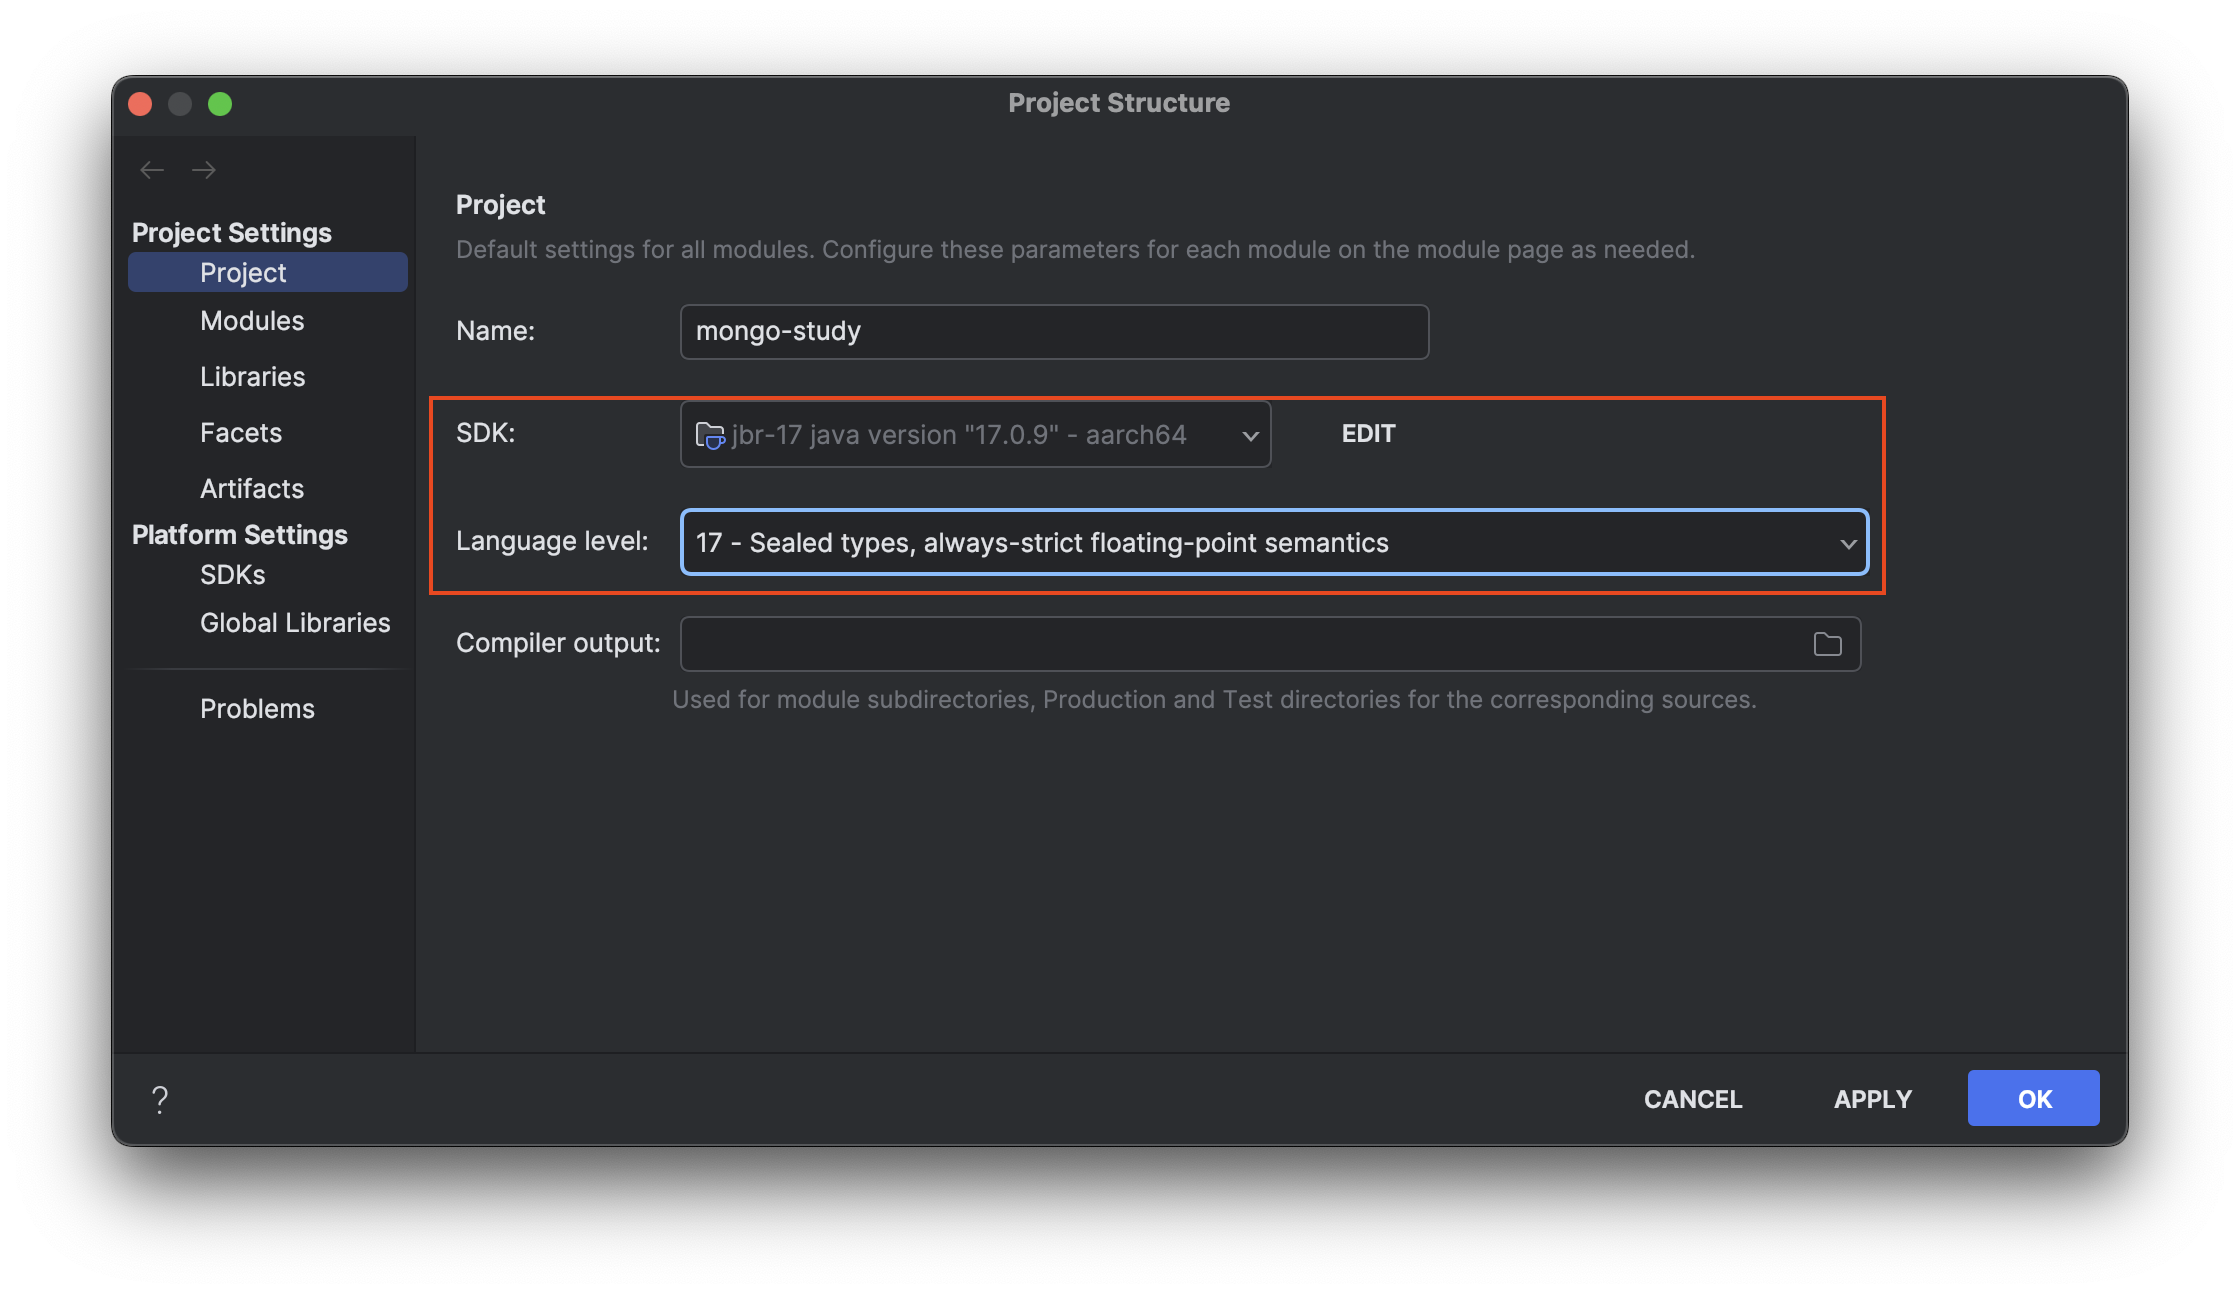 Project Structure
Project Settings
Project
Modules
Libraries
Facets
Artifacts
Platform Settings
SDKs
Global Libraries
Problems
Project
Default settings for all modules. Configure these parameters for each module on the module page as needed.
Name: mongo-study
SDK: jbr-17 java version "17.0.9" - aarch64 EDIT
Language level: 17 - Sealed types, always-strict floating-point semantics
Compiler output:
Used for module subdirectories, Production and Test directories for the corresponding sources.
? CANCEL APPLY OK